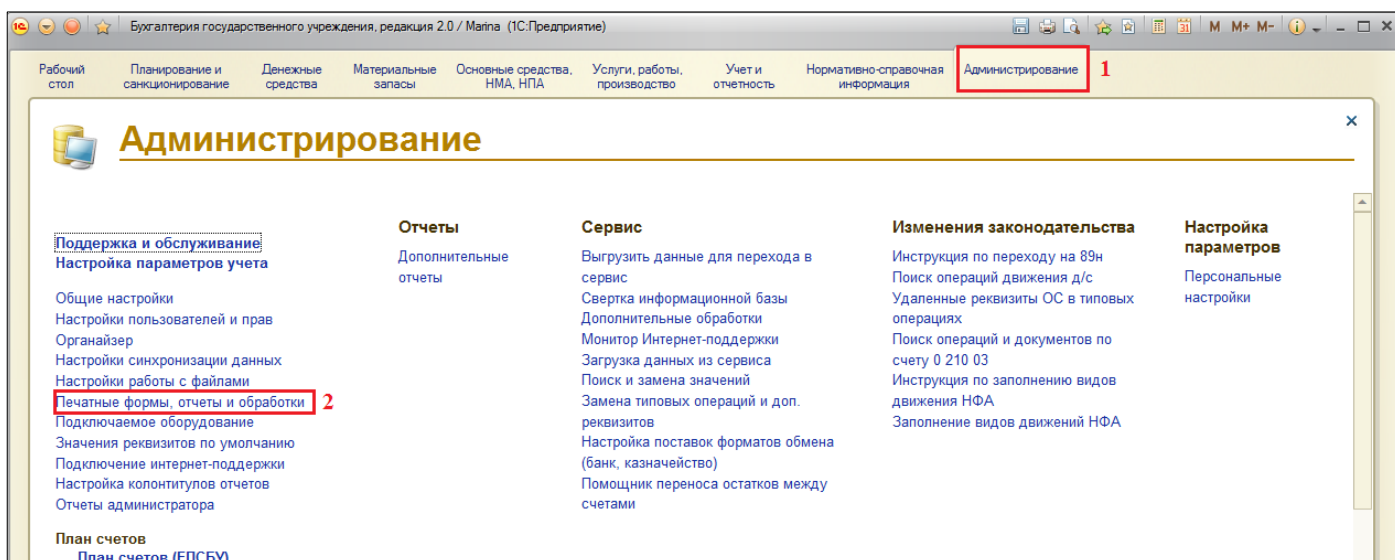 Бухгалтерия государственного учреждения, редакция 2.0 / Marina (1С:Предприятие)
M M+ M-
Рабочий стол
Планирование и санкционирование
Денежные средства
Материальные запасы
Основные средства, НМА, НПА
Услуги, работы, производство
Учет и отчетность
Нормативно-справочная информация
Администрирование
1
Администрирование
Поддержка и обслуживание
Настройка параметров учета
Общие настройки
Настройки пользователей и прав
Органайзер
Настройки синхронизации данных
Настройки работы с файлами
Печатные формы, отчеты и обработки 2
Подключаемое оборудование
Значения реквизитов по умолчанию
Подключение интернет-поддержки
Настройка колонтитулов отчетов
Отчеты администратора
План счетов
План счетов (ЕПСБУ)
Отчеты
Дополнительные
отчеты
Сервис
Выгрузить данные для перехода в
сервис
Свертка информационной базы
Дополнительные обработки
Монитор Интернет-поддержки
Загрузка данных из сервиса
Поиск и замена значений
Замена типовых операций и доп.
реквизитов
Настройка поставок форматов обмена
(банк, казначейство)
Помощник переноса остатков между
счетами
Изменения законодательства
Инструкция по переходу на 89н
Поиск операций движения д/с
Удаленные реквизиты ОС в типовых
операциях
Поиск операций и документов по
счету 0 210 03
Инструкция по заполнению видов
движения НФА
Заполнение видов движений НФА
Настройка
параметров
Персональные
настройки